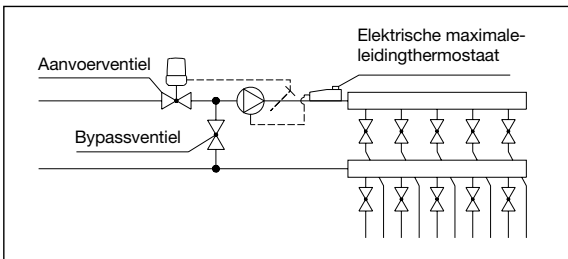 Elektrische maximale-
leidingthermostaat
Aanvoerventiel
Bypassventiel